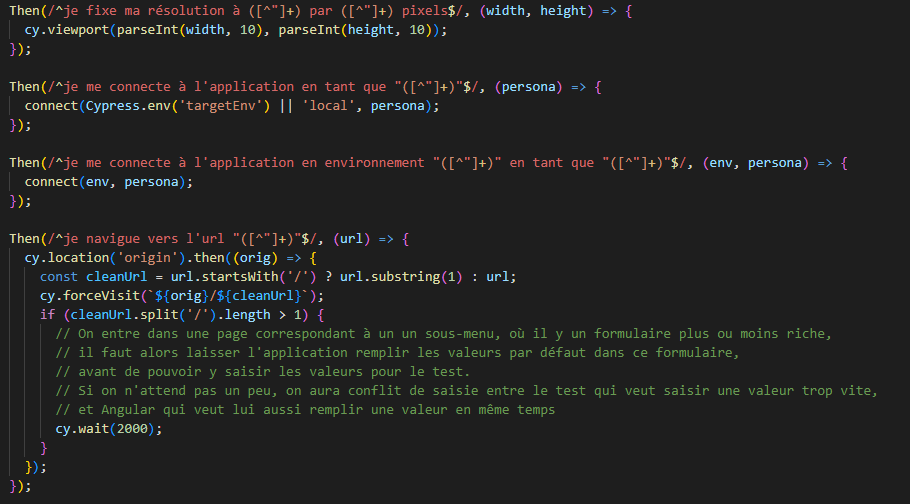 Then(/^je fixe ma résolution à ([^"]+) par ([^"]+) pixels$/, (width, height) => {
  cy.viewport(parseInt(width, 10), parseInt(height, 10));
});

Then(/^je me connecte à l'application en tant que "([^"]+)"$/, (persona) => {
  connect(Cypress.env('targetEnv') || 'local', persona);
});

Then(/^je me connecte à l'application en environnement "([^"]+)" en tant que "([^"]+)"$/, (env, persona) => {
  connect(env, persona);
});

Then(/^je navigue vers l'url "([^"]+)"$/, (url) => {
  cy.location('origin').then((orig) => {
    const cleanUrl = url.startsWith('/') ? url.substring(1) : url;
    cy.forceVisit(`${orig}/${cleanUrl}`);
    if (cleanUrl.split('/').length > 1) {
      // On entre dans une page correspondant à un un sous-menu, où il y un formulaire plus ou moins riche,
      // il faut alors laisser l'application remplir les valeurs par défaut dans ce formulaire,
      // avant de pouvoir y saisir les valeurs pour le test.
      // Si on n'attend pas un peu, on aura conflit de saisie entre le test qui veut saisir une valeur trop vite,
      // et Angular qui veut lui aussi remplir une valeur en même temps
      cy.wait(2000);
    }
  });
});